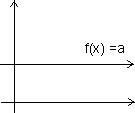 f(x) =a